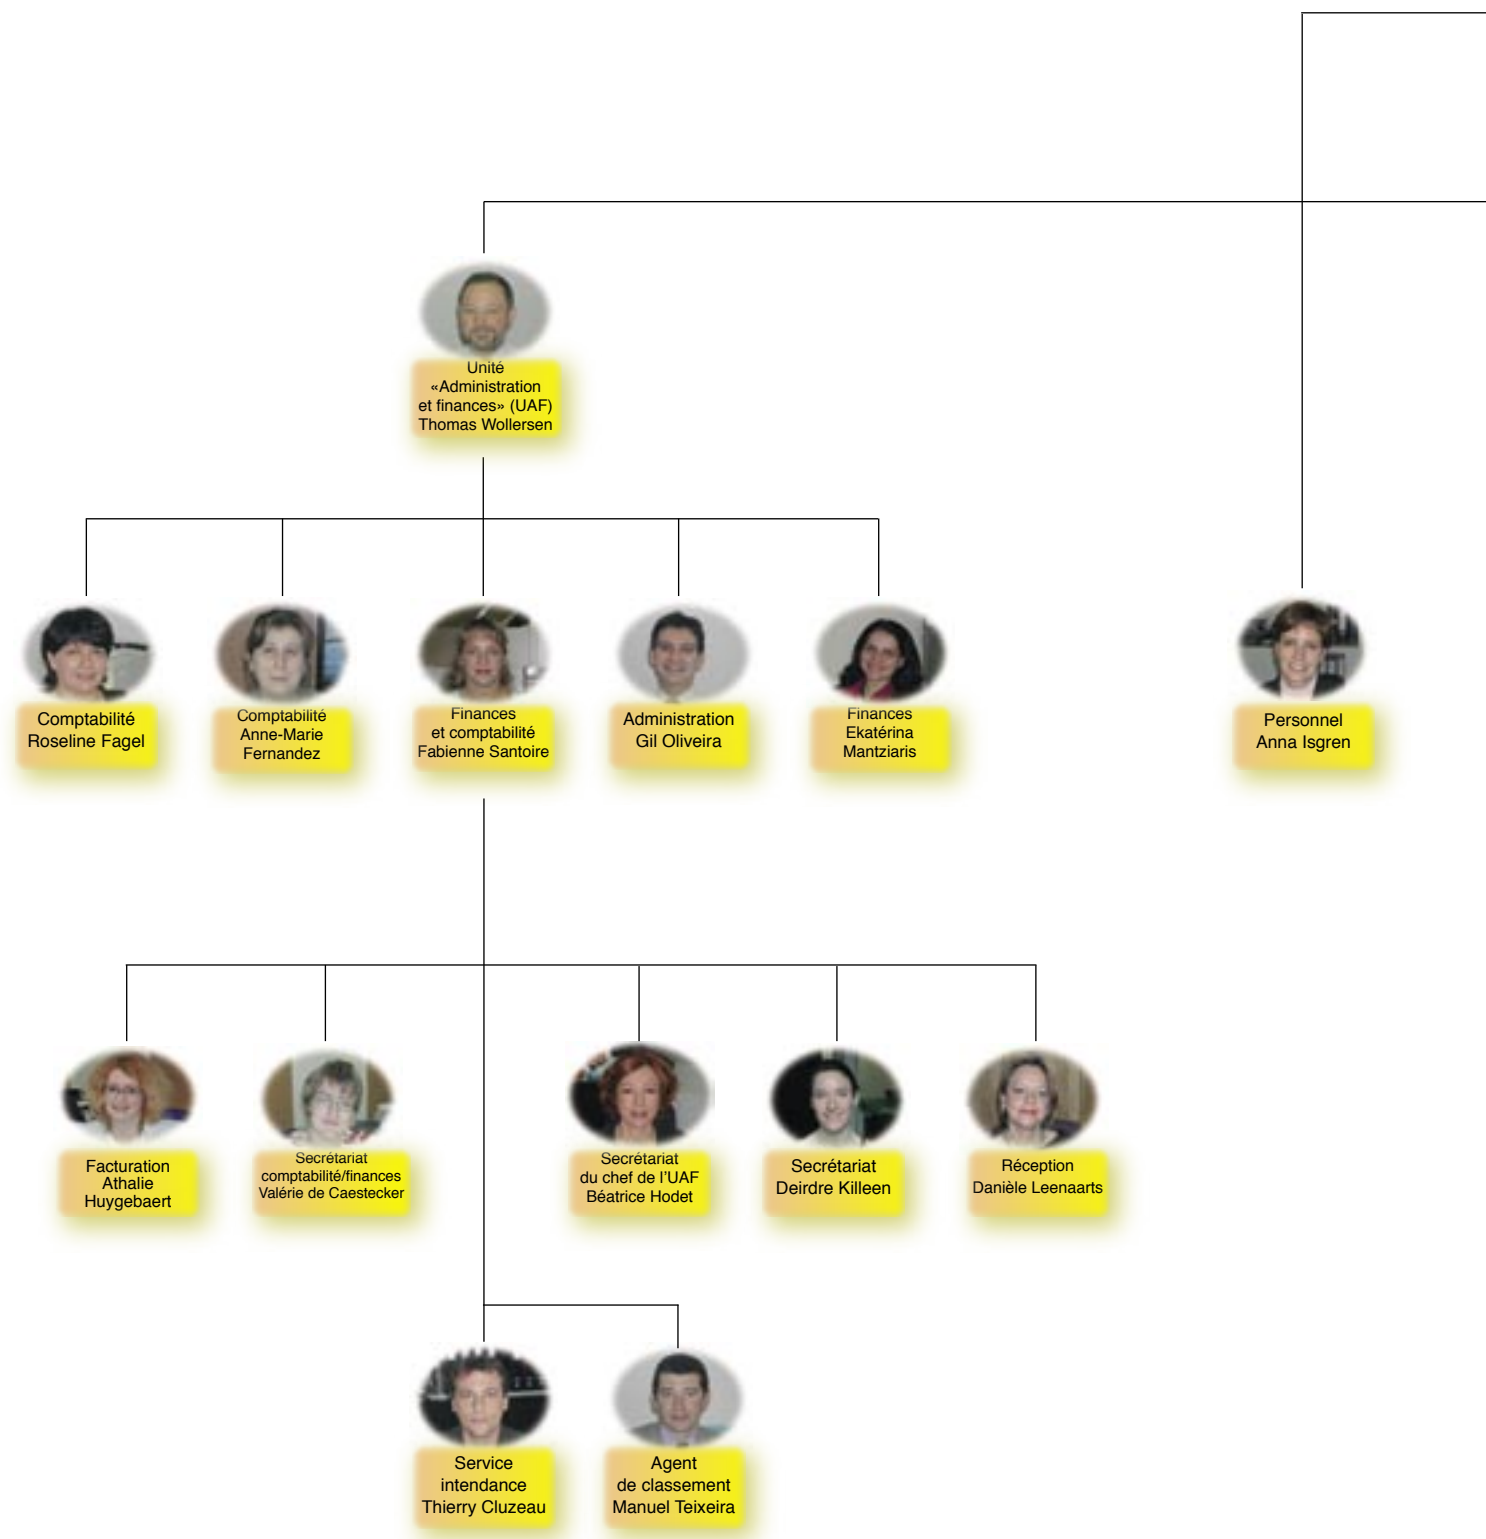 Unité
«Administration
et finances» (UAF)
Thomas Wollersen
Comptabilité
Roseline Fagel
Comptabilité
Anne-Marie
Fernandez
Finances
et comptabilité
Fabienne Santoire
Administration
Gil Oliveira
Finances
Ekatérina
Mantziaris
Personnel
Anna Isgren
Facturation
Athalie
Huygebaert
Secrétariat
comptabilité/finances
Valérie de Caestecker
Secrétariat
du chef de l’UAF
Béatrice Hodet
Secrétariat
Deirdre Killeen
Réception
Danièle Leenaarts
Service
intendance
Thierry Cluzeau
Agent
de classement
Manuel Teixeira